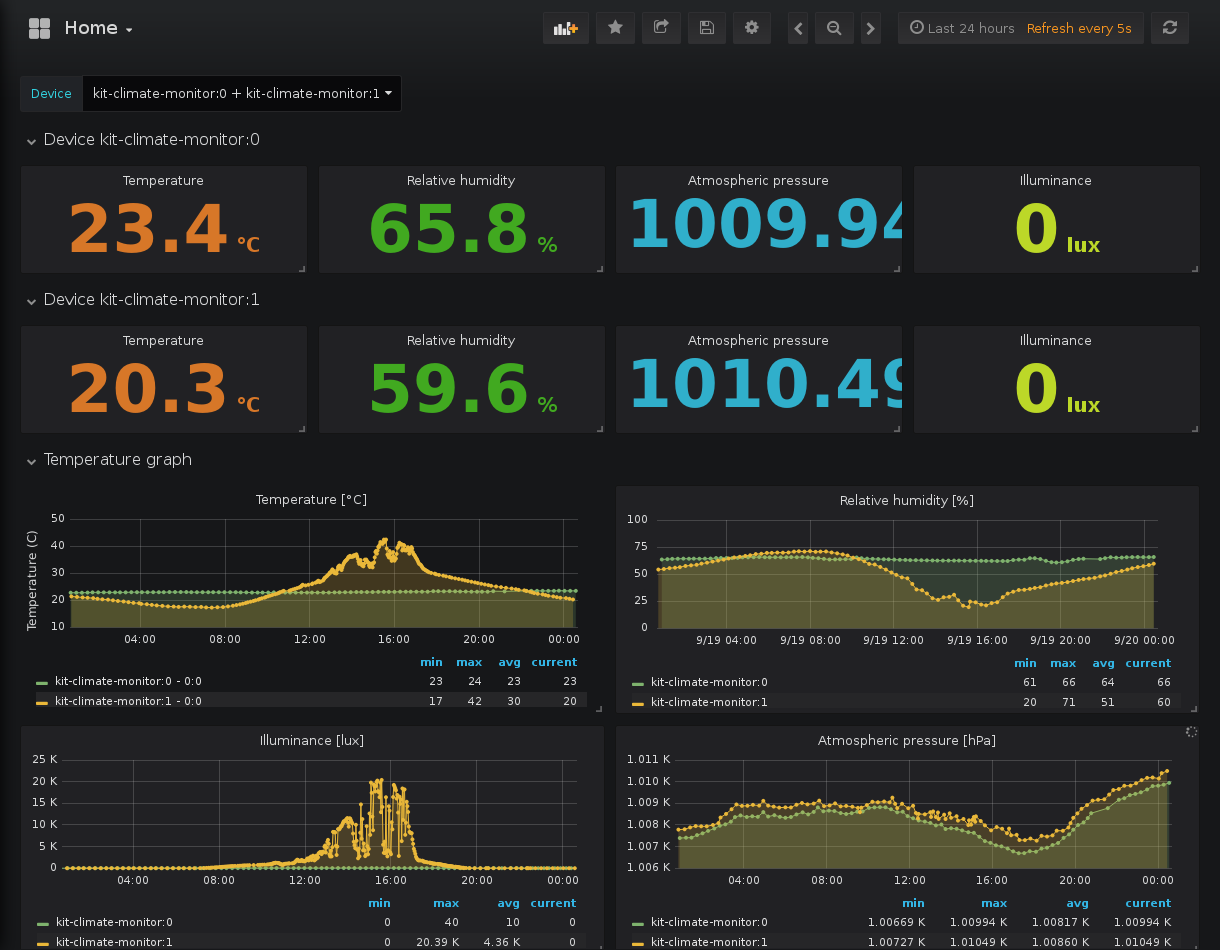 Home
Last 24 hours Refresh every 5s
Device kit-climate-monitor:0 + kit-climate-monitor:1
Device kit-climate-monitor:0
Temperature Relative humidity Atmospheric pressure Illuminance
23.4 °C 65.8 % 1009.94 0 lux
Device kit-climate-monitor:1
Temperature Relative humidity Atmospheric pressure Illuminance
20.3 °C 59.6 % 1010.49 0 lux
Temperature graph
Temperature [°C]
Temperature (C)
50
40
30
20
10
04:00 08:00 12:00 16:00 20:00 00:00
min max avg current
kit-climate-monitor:0 - 0:0 23 24 23 23
kit-climate-monitor:1 - 0:0 17 42 30 20
Relative humidity [%]
100
75
50
25
0
9/19 04:00 9/19 08:00 9/19 12:00 9/19 16:00 9/19 20:00 9/20 00:00
min max avg current
kit-climate-monitor:0 61 66 64 66
kit-climate-monitor:1 20 71 51 60
Illuminance [lux]
25 K
20 K
15 K
10 K
5 K
0
04:00 08:00 12:00 16:00 20:00 00:00
min max avg current
kit-climate-monitor:0 0 40 10 0
kit-climate-monitor:1 0 20.39 K 4.36 K 0
Atmospheric pressure [hPa]
1.011 K
1.010 K
1.009 K
1.008 K
1.007 K
1.006 K
04:00 08:00 12:00 16:00 20:00 00:00
min max avg current
kit-climate-monitor:0 1.00669 K 1.00994 K 1.00817 K 1.00994 K
kit-climate-monitor:1 1.00727 K 1.01049 K 1.00860 K 1.01049 K